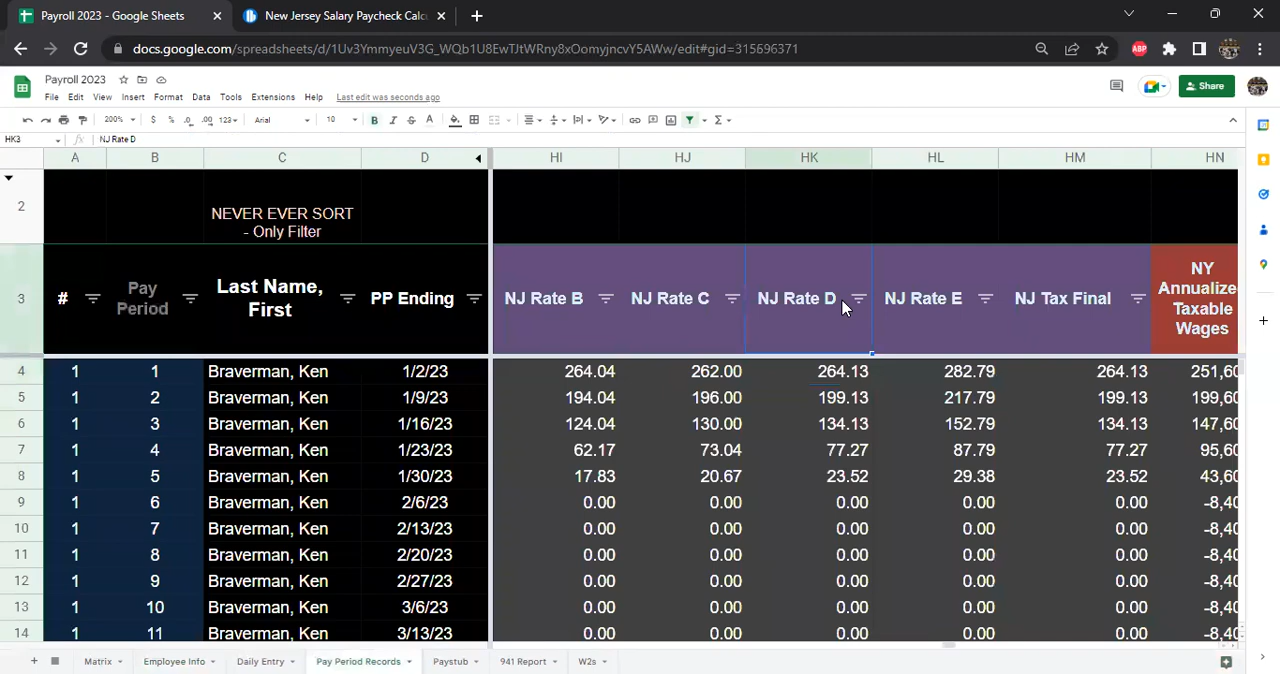 Payroll 2023 - Google Sheets
New Jersey Salary Paycheck Calc
docs.google.com/spreadsheets/d/1Uv3YmmyeuV3G_WQb1U8EwTJtWRny8xOomyjncvY5AWw/edit#gid=315696371
ABP
Payroll 2023
File Edit View Insert Format Data Tools Extensions Help Last edit was seconds ago
Share
200% $ % .0 .00 123 Arial 10 B I S A
HK3 fx NJ Rate D
A B C D HI HJ HK HL HM HN
2 NEVER EVER SORT
- Only Filter
3 # Pay Period Last Name, First PP Ending NJ Rate B NJ Rate C NJ Rate D NJ Rate E NJ Tax Final NY Annualize Taxable Wages
4 1 1 Braverman, Ken 1/2/23 264.04 262.00 264.13 282.79 264.13 251,60
5 1 2 Braverman, Ken 1/9/23 194.04 196.00 199.13 217.79 199.13 199,60
6 1 3 Braverman, Ken 1/16/23 124.04 130.00 134.13 152.79 134.13 147,60
7 1 4 Braverman, Ken 1/23/23 62.17 73.04 77.27 87.79 77.27 95,60
8 1 5 Braverman, Ken 1/30/23 17.83 20.67 23.52 29.38 23.52 43,60
9 1 6 Braverman, Ken 2/6/23 0.00 0.00 0.00 0.00 0.00 -8,40
10 1 7 Braverman, Ken 2/13/23 0.00 0.00 0.00 0.00 0.00 -8,40
11 1 8 Braverman, Ken 2/20/23 0.00 0.00 0.00 0.00 0.00 -8,40
12 1 9 Braverman, Ken 2/27/23 0.00 0.00 0.00 0.00 0.00 -8,40
13 1 10 Braverman, Ken 3/6/23 0.00 0.00 0.00 0.00 0.00 -8,40
14 1 11 Braverman, Ken 3/13/23 0.00 0.00 0.00 0.00 0.00 -8,40
Matrix Employee Info Daily Entry Pay Period Records Paystub 941 Report W2s